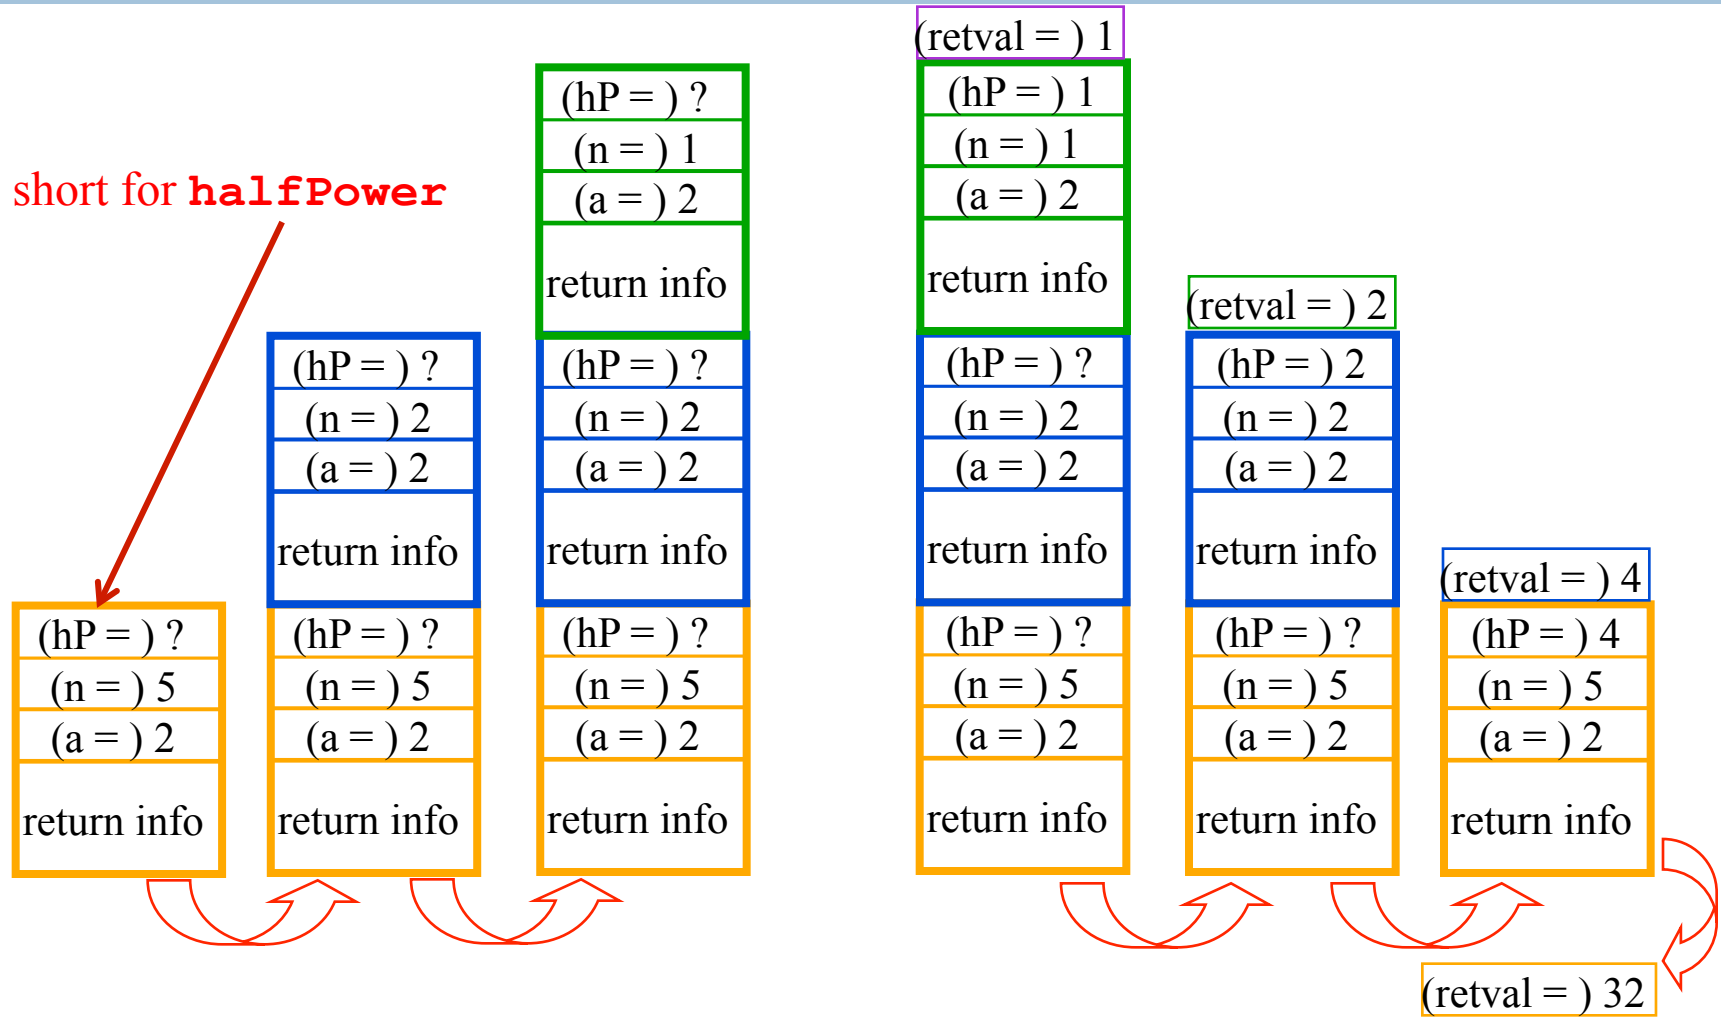 short for halfPower
(hP = ) ?
(n = ) 5
(a = ) 2
return info
(hP = ) ?
(n = ) 2
(a = ) 2
return info
(hP = ) ?
(n = ) 5
(a = ) 2
return info
(hP = ) ?
(n = ) 1
(a = ) 2
return info
(hP = ) ?
(n = ) 2
(a = ) 2
return info
(hP = ) ?
(n = ) 5
(a = ) 2
return info
(retval = ) 1
(hP = ) 1
(n = ) 1
(a = ) 2
return info
(hP = ) ?
(n = ) 2
(a = ) 2
return info
(hP = ) ?
(n = ) 5
(a = ) 2
return info
(retval = ) 2
(hP = ) 2
(n = ) 2
(a = ) 2
return info
(hP = ) ?
(n = ) 5
(a = ) 2
return info
(retval = ) 4
(hP = ) 4
(n = ) 5
(a = ) 2
return info
(retval = ) 32